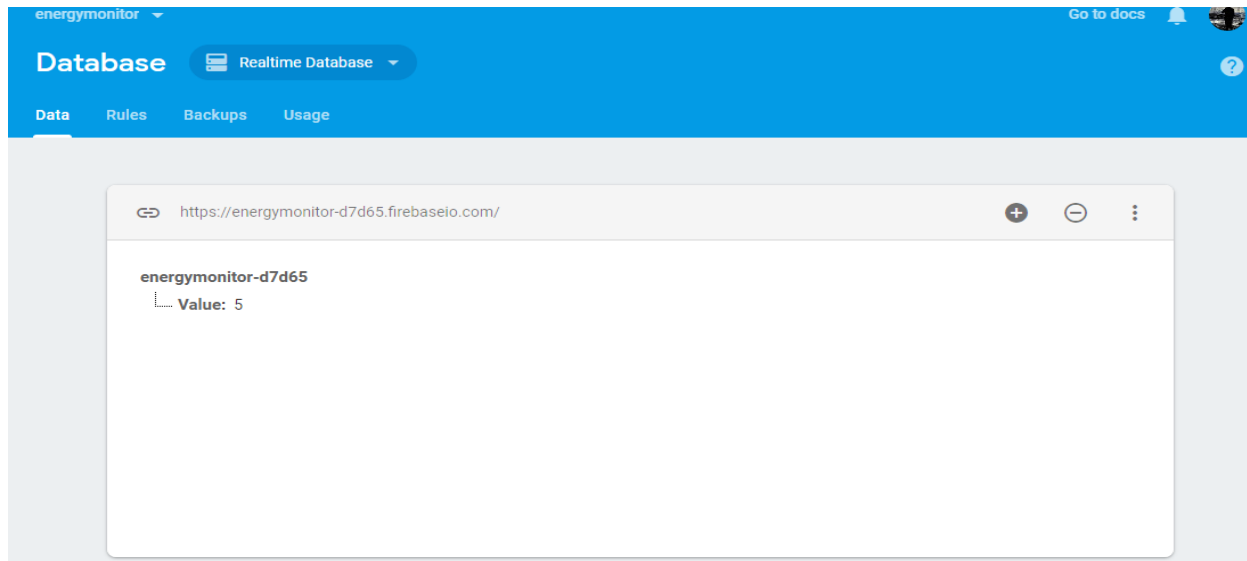 energymonitor
Go to docs
Database
Realtime Database
?
Data Rules Backups Usage
https://energymonitor-d7d65.firebaseio.com/
energymonitor-d7d65
Value: 5